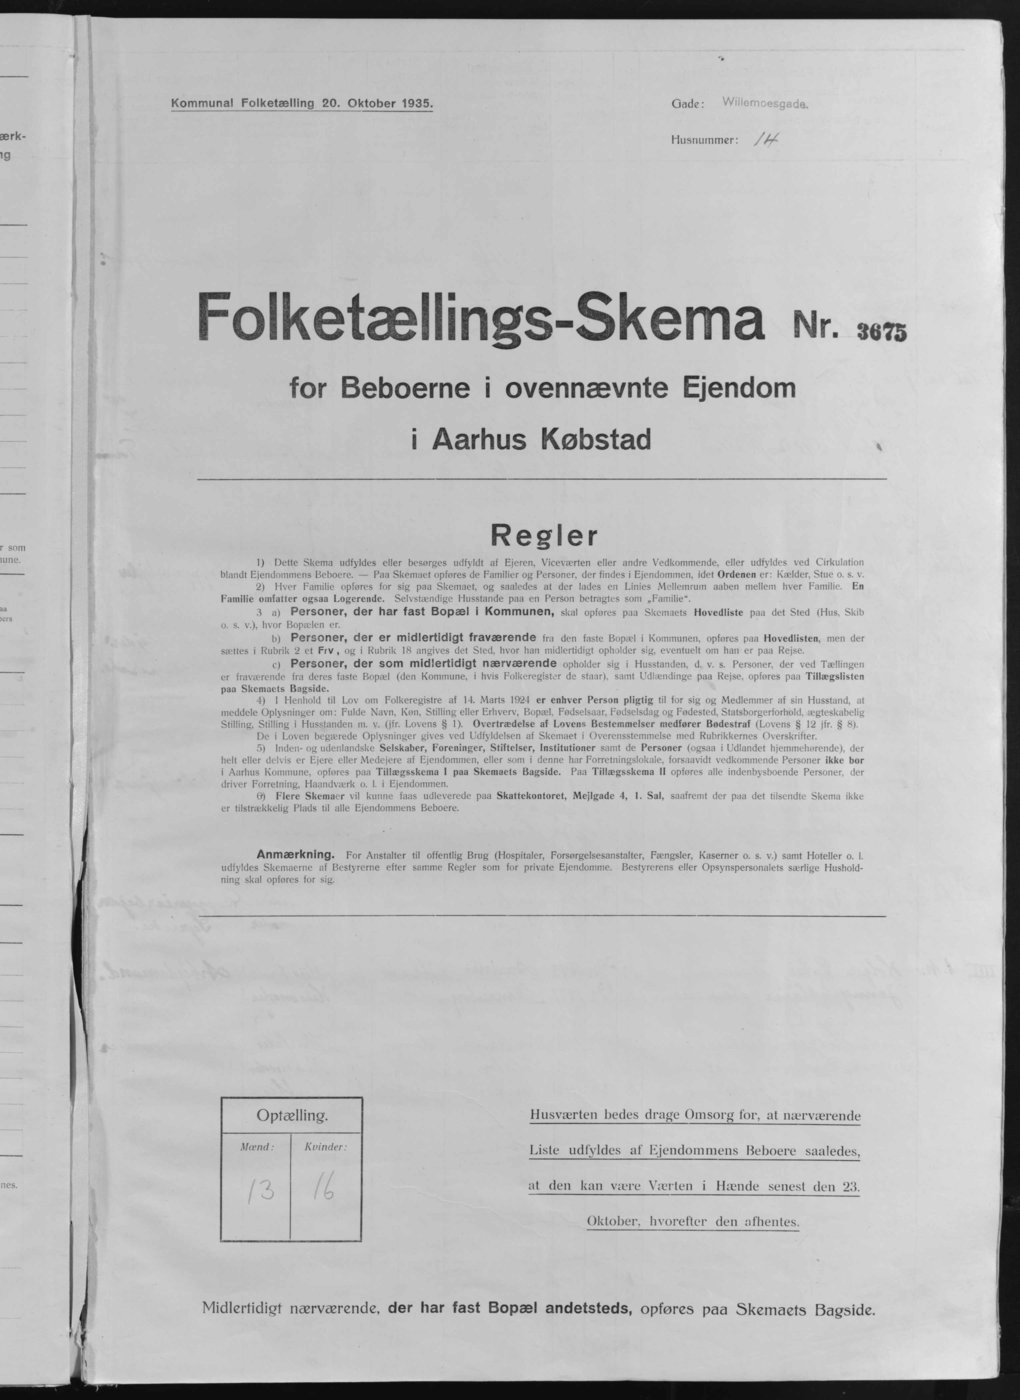 Kommunal Folketælling 20. Oktober 1935.
Gade: Willemoesgade.
Husnummer: 14
Folketællings-Skema Nr. 3675
for Beboerne i ovennævnte Ejendom
i Aarhus Købstad
Regler
1) Dette Skema udfyldes eller besørges udfyldt af Ejeren, Viceværten eller andre Vedkommende, eller udfyldes ved Cirkulation
blandt Ejendommens Beboere. — Paa Skemaet opføres de Familier og Personer, der findes i Ejendommen, idet Ordenen er: Kælder, Stue o. s. v.
2) Hver Familie opføres for sig paa Skemaet, og saaledes at der lades en Linies Mellemrum aaben mellem hver Familie. En
Familie omfatter ogsaa Logerende. Selvstændige Husstande paa en Person betragtes som „Familie“.
3 a) Personer, der har fast Bopæl i Kommunen, skal opføres paa Skemaets Hovedliste paa det Sted (Hus, Skib
o. s. v.), hvor Bopælen er.
b) Personer, der er midlertidigt fraværende fra den faste Bopæl i Kommunen, opføres paa Hovedlisten, men der
sættes i Rubrik 2 et Frv , og i Rubrik 18 angives det Sted, hvor han midlertidigt opholder sig, eventuelt om han er paa Rejse.
c) Personer, der som midlertidigt nærværende opholder sig i Husstanden, d. v. s. Personer, der ved Tællingen
er fraværende fra deres faste Bopæl (den Kommune, i hvis Folkeregister de staar), samt Udlændinge paa Rejse, opføres paa Tillægslisten
paa Skemaets Bagside.
4) I Henhold til Lov om Folkeregistre af 14. Marts 1924 er enhver Person pligtig til for sig og Medlemmer af sin Husstand, at
meddele Oplysninger om: Fulde Navn, Køn, Stilling eller Erhverv, Bopæl, Fødselsaar, Fødselsdag og Fødested, Statsborgerforhold, ægteskabelig
Stilling, Stilling i Husstanden m. v. (jfr. Lovens § 1). Overtrædelse af Lovens Bestemmelser medfører Bødestraf (Lovens § 12 jfr. § 8).
De i Loven begærede Oplysninger gives ved Udfyldelsen af Skemaet i Overensstemmelse med Rubrikkernes Overskrifter.
5) Inden- og udenlandske Selskaber, Foreninger, Stiftelser, Institutioner samt de Personer (ogsaa i Udlandet hjemmehørende), der
helt eller delvis er Ejere eller Medejere af Ejendommen, eller som i denne har Forretningslokale, forsaavidt vedkommende Personer ikke bor
i Aarhus Kommune, opføres paa Tillægsskema I paa Skemaets Bagside. Paa Tillægsskema II opføres alle indenbysboende Personer, der
driver Forretning, Haandværk o. l. i Ejendommen.
6) Flere Skemaer vil kunne faas udleverede paa Skattekontoret, Mejlgade 4, 1. Sal, saafremt der paa det tilsendte Skema ikke
er tilstrækkelig Plads til alle Ejendommens Beboere.
Anmærkning. For Anstalter til offentlig Brug (Hospitaler, Forsørgelsesanstalter, Fængsler, Kaserner o. s. v.) samt Hoteller o. l.
udfyldes Skemaerne af Bestyrerne efter samme Regler som for private Ejendomme. Bestyrerens eller Opsynspersonalets særlige Hushold-
ning skal opføres for sig.
Optælling.
Mænd: Kvinder:
13 16
Husværten bedes drage Omsorg for, at nærværende
Liste udfyldes af Ejendommens Beboere saaledes,
at den kan være Værten i Hænde senest den 23.
Oktober, hvorefter den afhentes.
Midlertidigt nærværende, der har fast Bopæl andetsteds, opføres paa Skemaets Bagside.